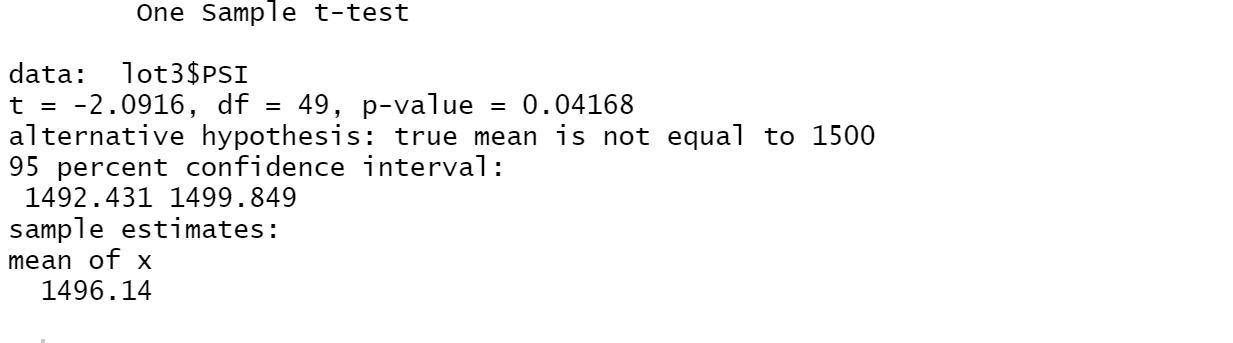 One Sample t-test
data: lot3$PSI
t = -2.0916, df = 49, p-value = 0.04168
alternative hypothesis: true mean is not equal to 1500
95 percent confidence interval:
1492.431 1499.849
sample estimates:
mean of x
1496.14